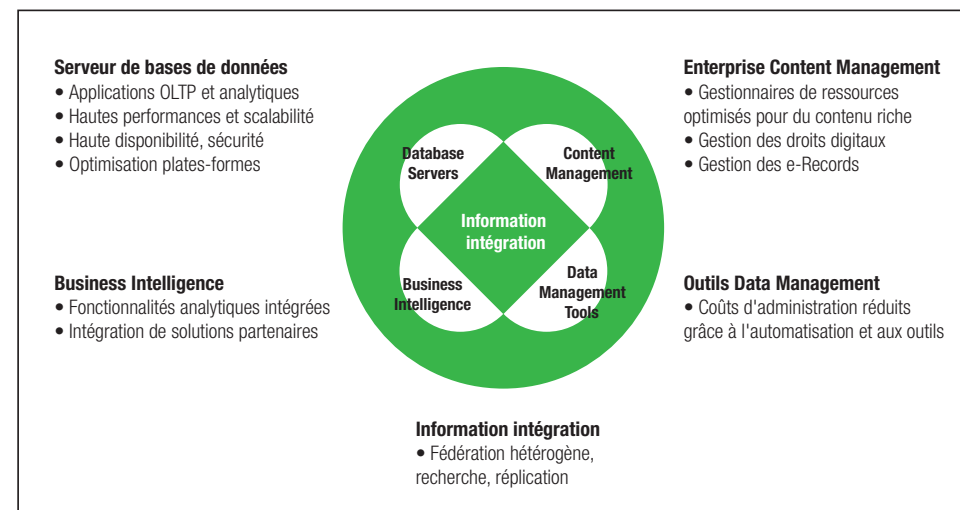 Serveur de bases de données
• Applications OLTP et analytiques
• Hautes performances et scalabilité
• Haute disponibilité, sécurité
• Optimisation plates-formes
Enterprise Content Management
• Gestionnaires de ressources
optimisés pour du contenu riche
• Gestion des droits digitaux
• Gestion des e-Records
Database
Servers
Content
Management
Information
intégration
Business
Intelligence
Data
Management
Tools
Business Intelligence
• Fonctionnalités analytiques intégrées
• Intégration de solutions partenaires
Outils Data Management
• Coûts d'administration réduits
grâce à l'automatisation et aux outils
Information intégration
• Fédération hétérogène,
recherche, réplication